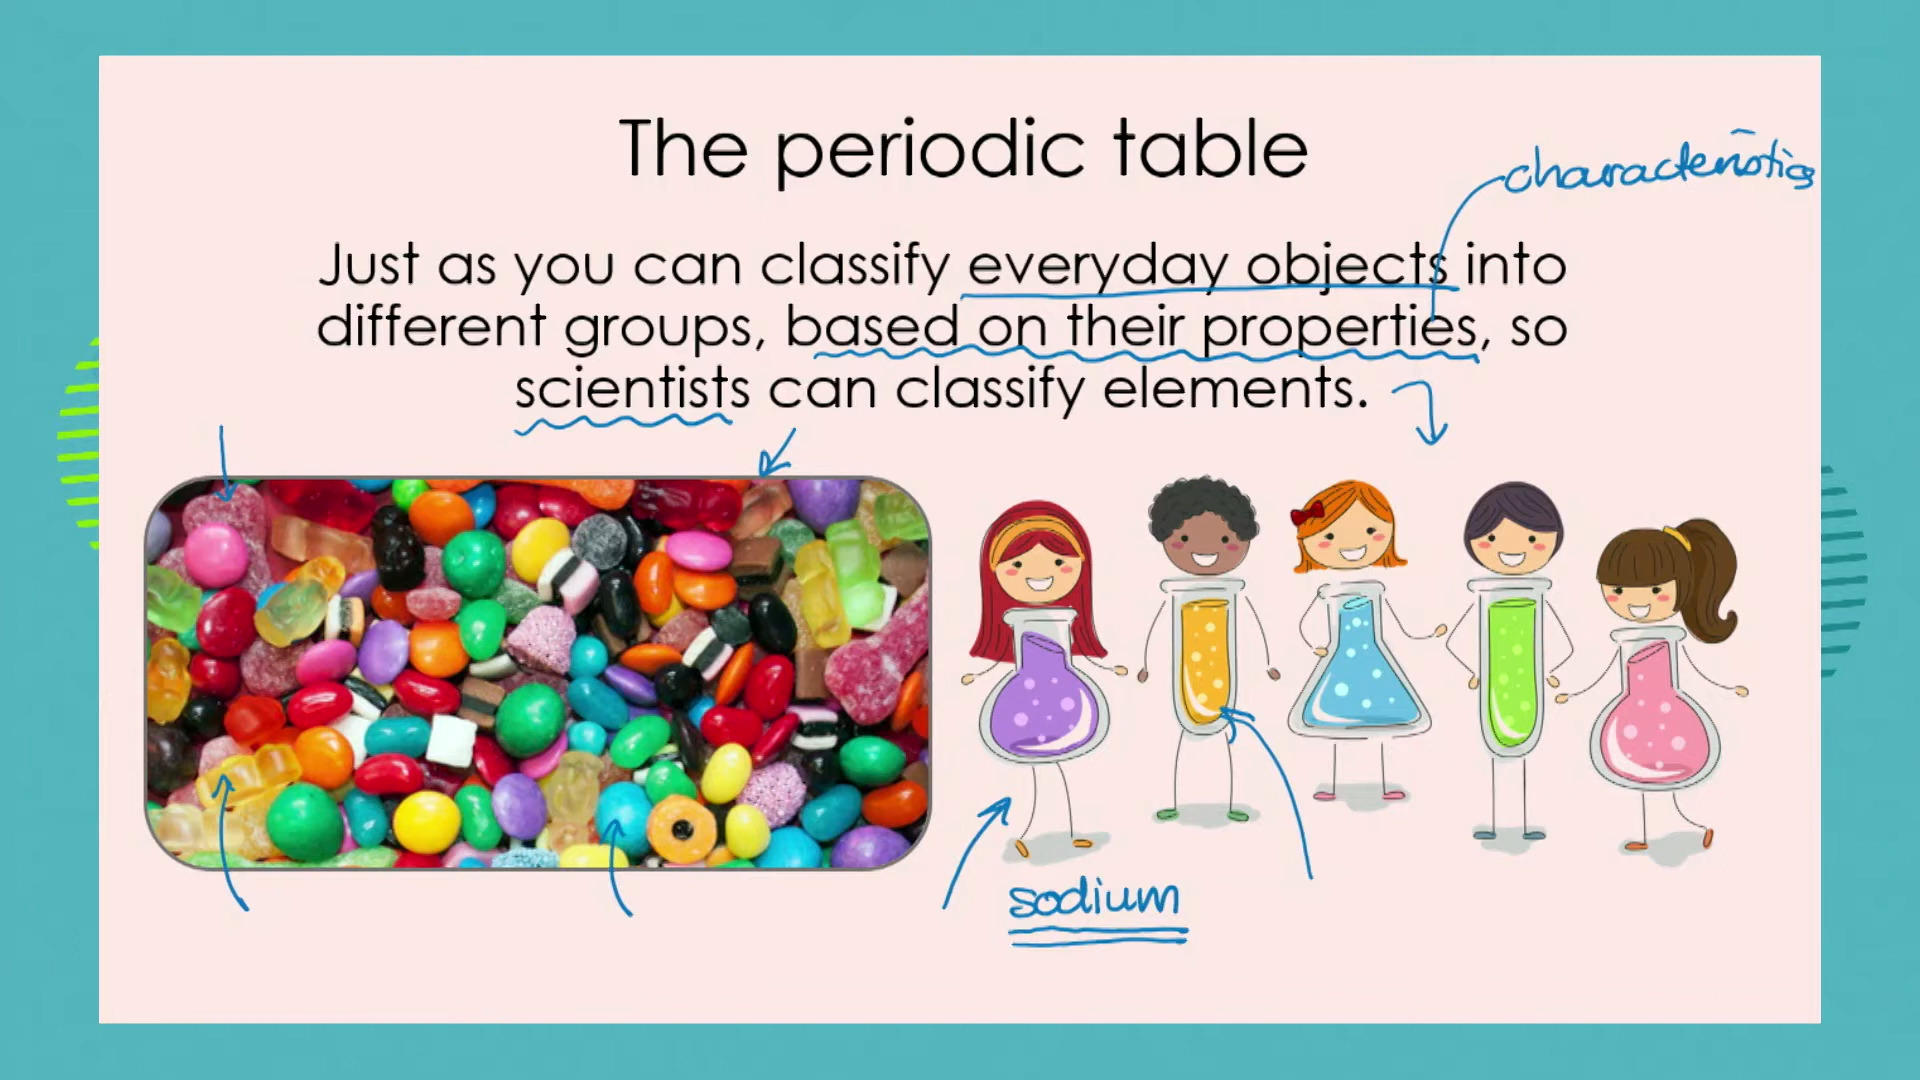 The periodic table
characteristics
Just as you can classify everyday objects into
different groups, based on their properties, so
scientists can classify elements.
sodium